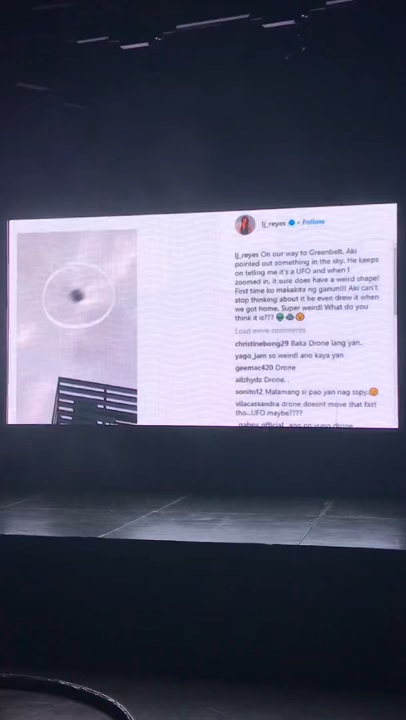 lj_reyes • Follow
lj_reyes On our way to Greenbelt, Aki
pointed out something in the sky. He keeps
on telling me it's a UFO and when I
zoomed in, it sure does have a weird shape!
First time ko makakita ng ganun!!! Aki can't
stop thinking about it he even drew it when
we got home. Super weird! What do you
think it is???
Load more comments
christinebong29 Baka Drone lang yan.
yago_jam so weird! ano kaya yan
geemac420 Drone
ailzhydz Drone. .
sonito12 Malamang si pao yan nag sspy.
vilacassandra drone doesnt move that fast
tho...UFO maybe????